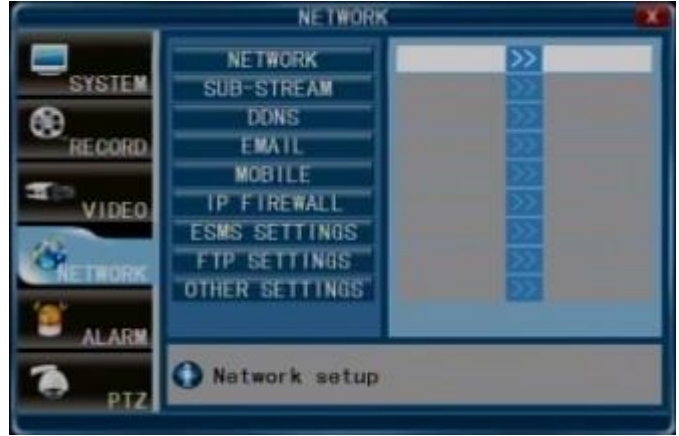 NETWORK
X
SYSTEM
RECORD
VIDEO
NETWORK
ALARM
PTZ
NETWORK >>
SUB-STREAM >>
DDNS >>
EMAIL >>
MOBILE >>
IP FIREWALL >>
ESMS SETTINGS >>
FTP SETTINGS >>
OTHER SETTINGS >>
Network setup